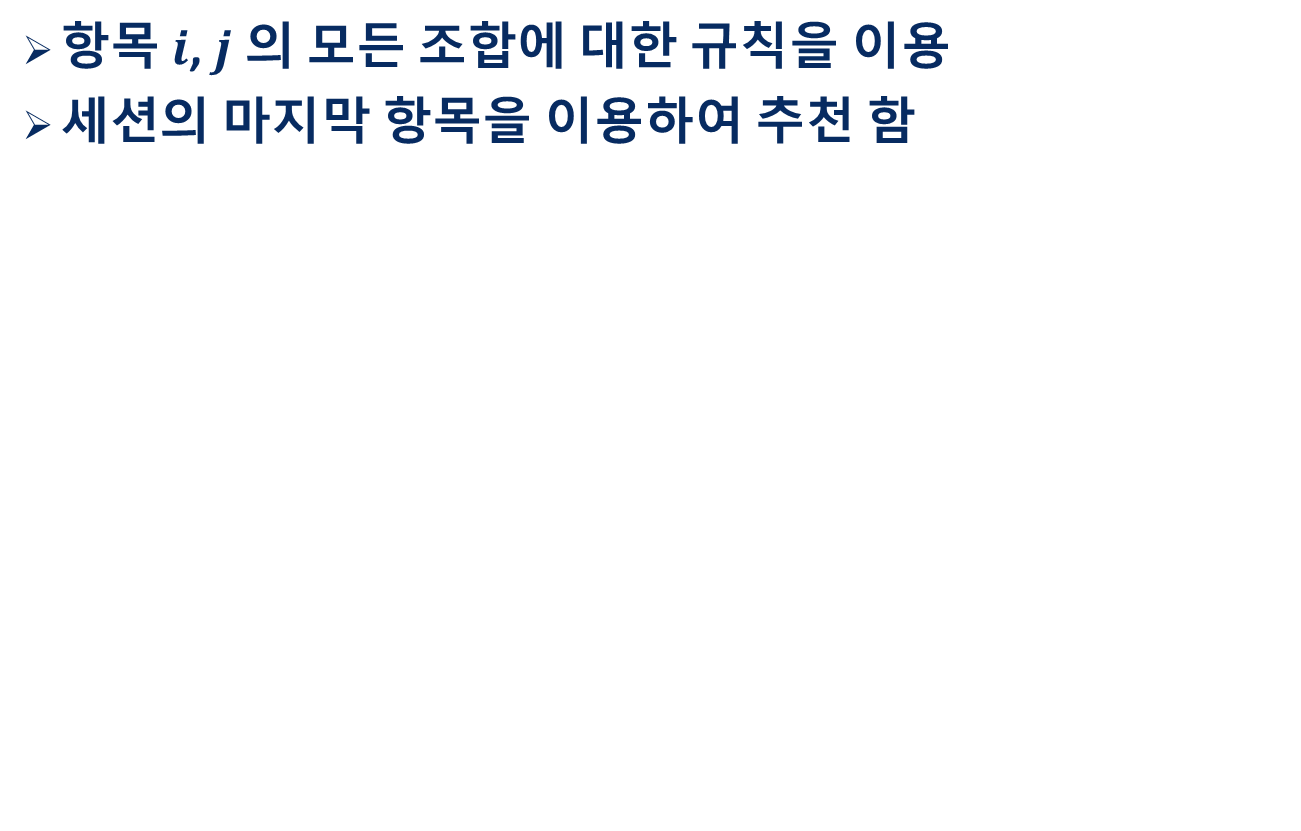 ➢ 항목 i, j 의 모든 조합에 대한 규칙을 이용
➢ 세션의 마지막 항목을 이용하여 추천 함